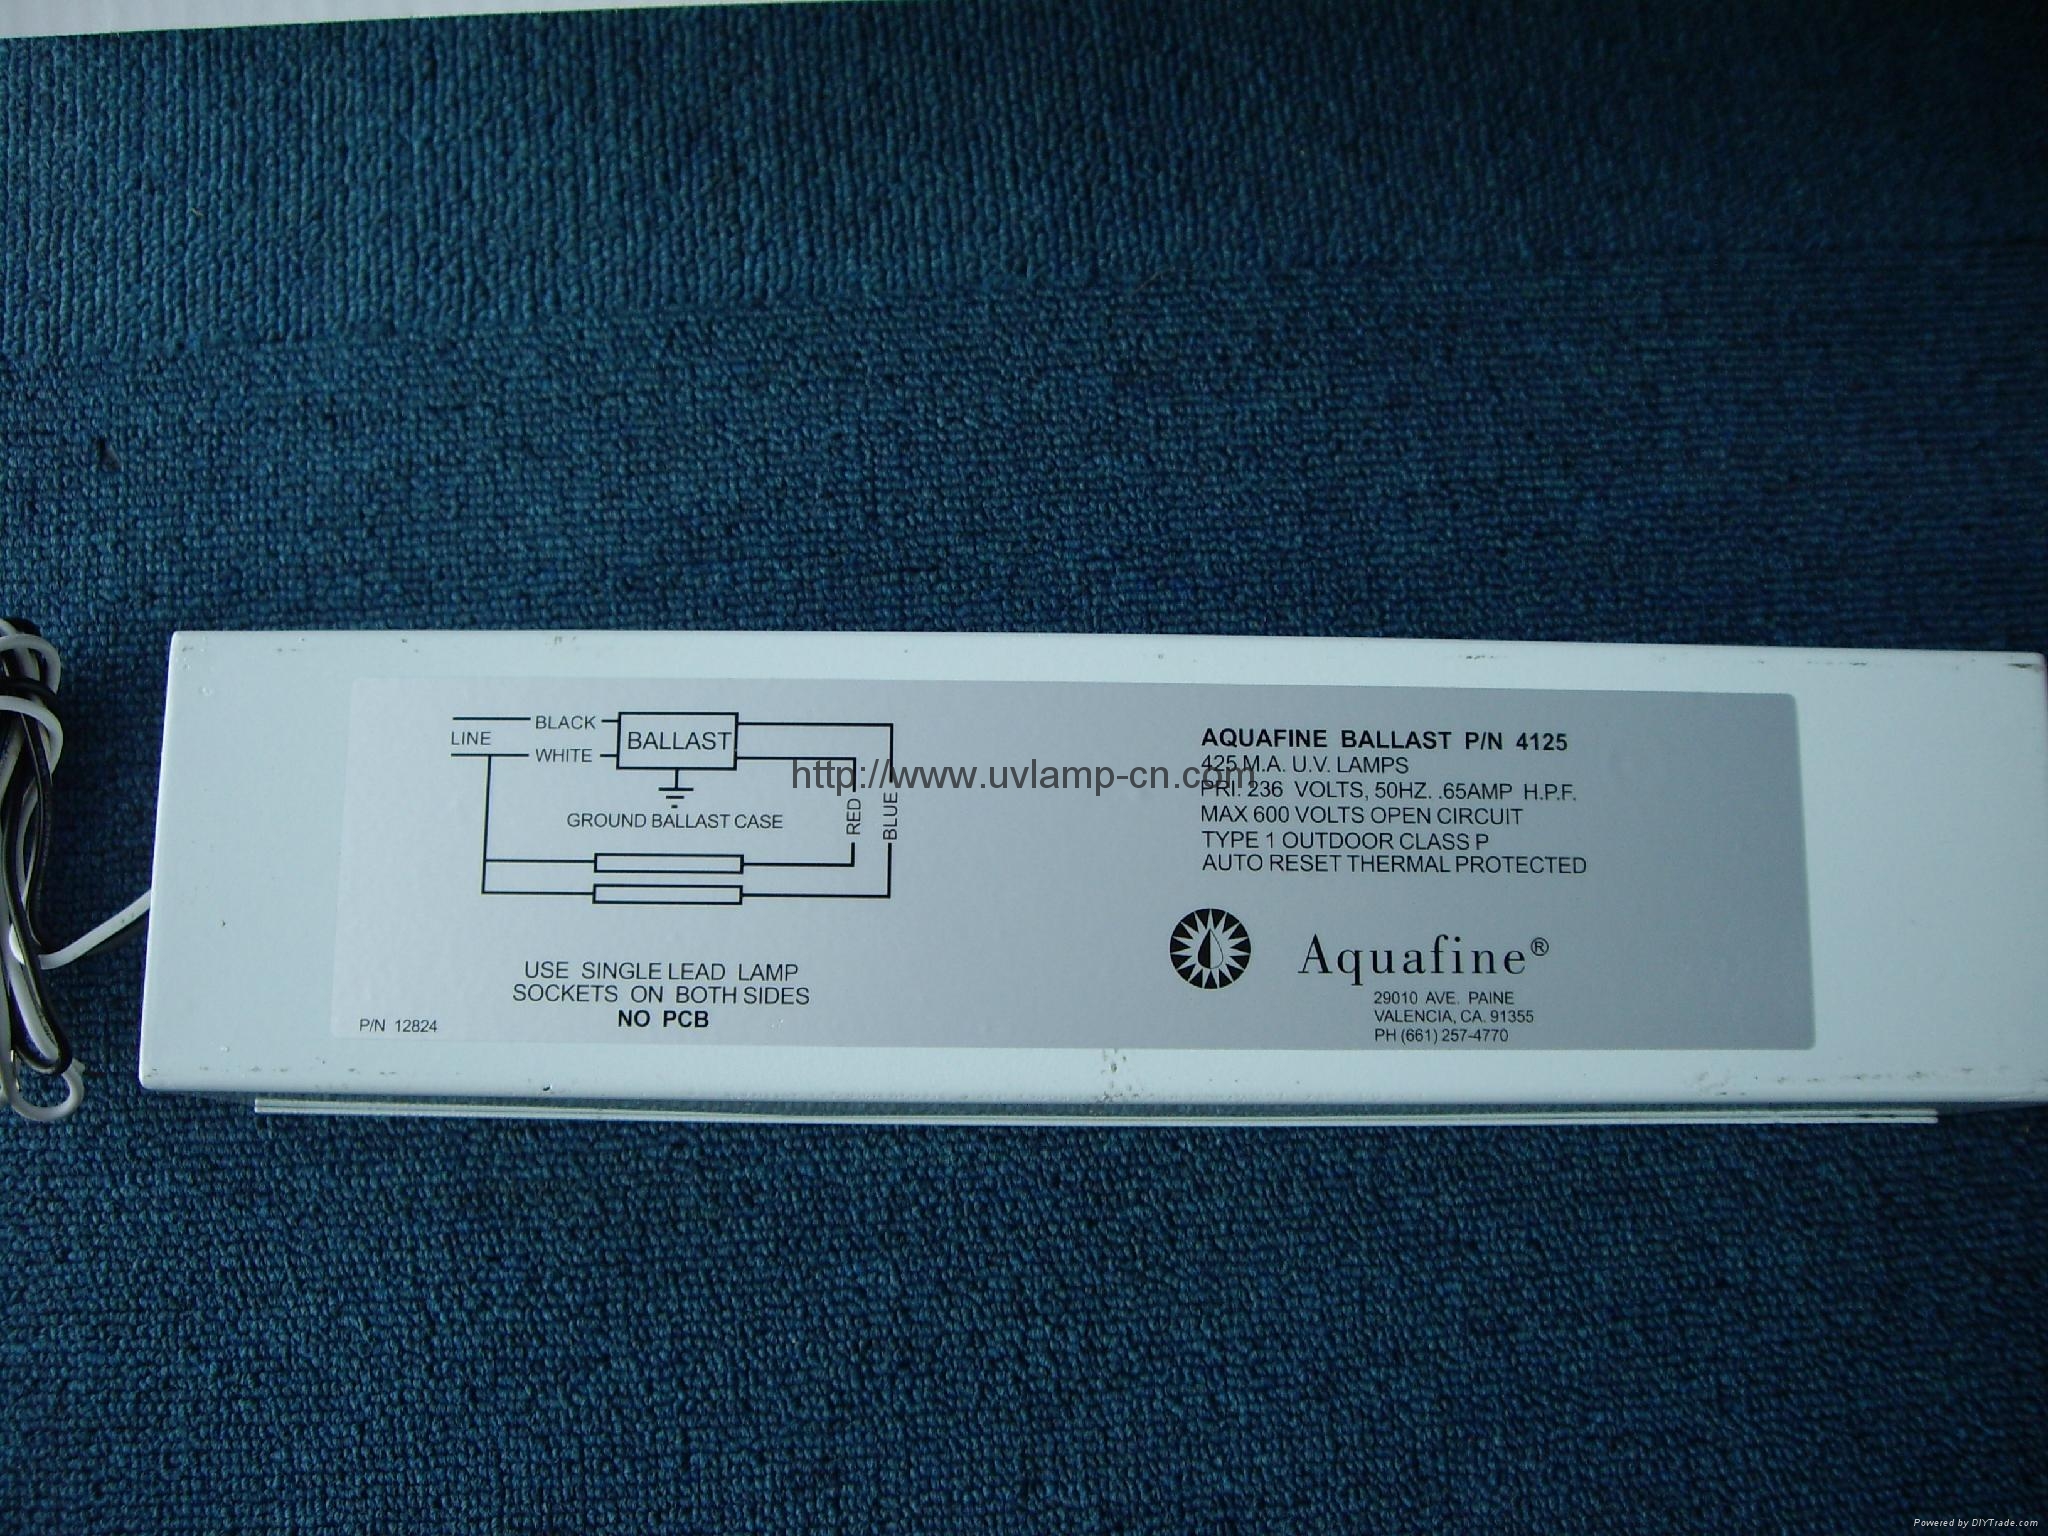 BLACK
LINE
WHITE
BALLAST
GROUND BALLAST CASE
RED
BLUE
USE SINGLE LEAD LAMP
SOCKETS ON BOTH SIDES
NO PCB
P/N 12824
http://www.uvlamp-cn.com
AQUAFINE BALLAST P/N 4125
425 M.A. U.V. LAMPS
PRI. 236 VOLTS, 50HZ. .65AMP H.P.F.
MAX 600 VOLTS OPEN CIRCUIT
TYPE 1 OUTDOOR CLASS P
AUTO RESET THERMAL PROTECTED
Aquafine®
29010 AVE. PAINE
VALENCIA, CA. 91355
PH (661) 257-4770
Powered by DIYTrade.com